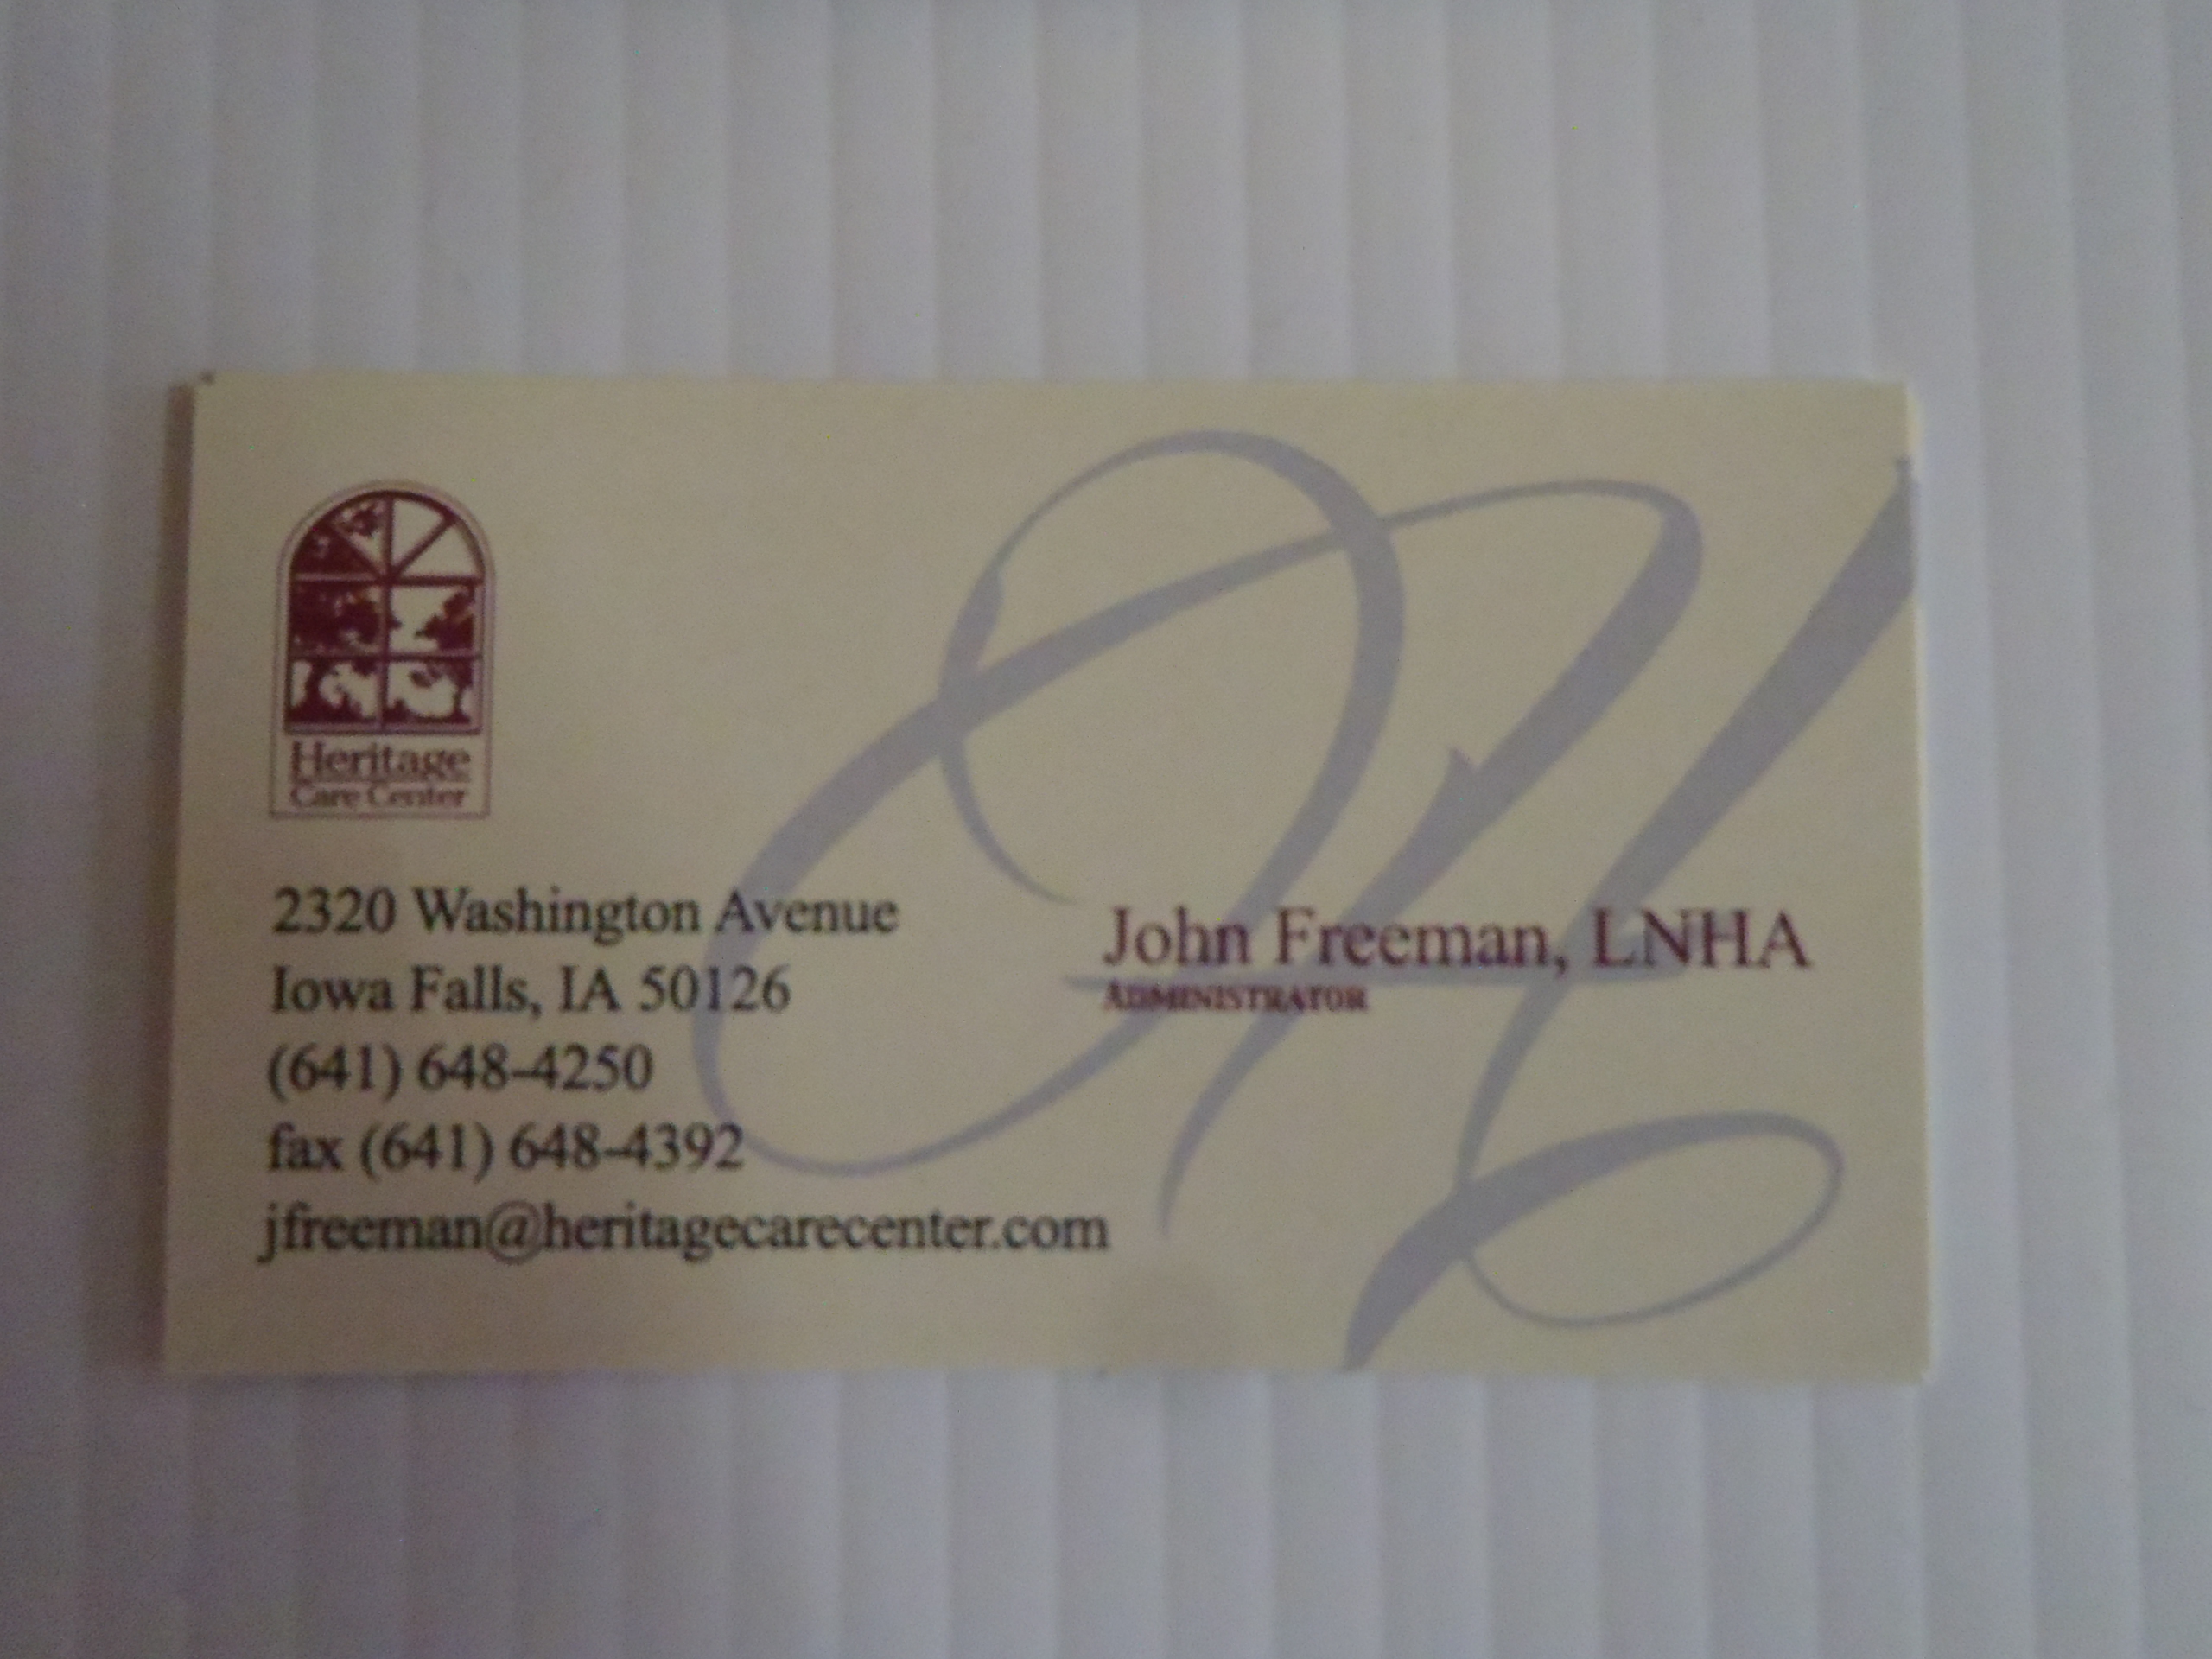 Heritage
Care Center
2320 Washington Avenue
Iowa Falls, IA 50126
(641) 648-4250
fax (641) 648-4392
jfreeman@heritagecarecenter.com
John Freeman, LNHA
ADMINISTRATOR